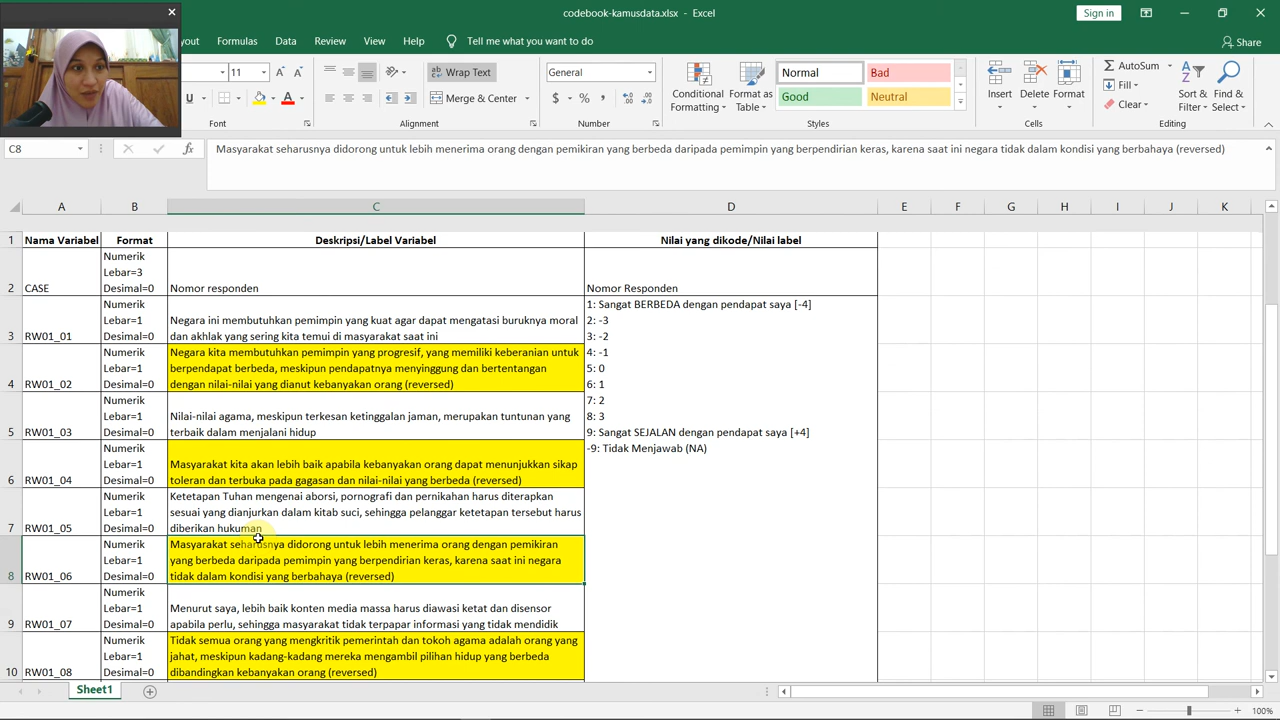 codebook-kamusdata.xlsx - Excel
Sign in
yout Formulas Data Review View Help Tell me what you want to do
Share
11
Wrap Text
General
Merge & Center
Conditional
Formatting
Format as
Table
Normal
Bad
Good
Neutral
Insert
Delete
Format
AutoSum
Fill
Clear
Sort &
Filter
Find &
Select
Font Alignment Number Styles Cells Editing
C8
Masyarakat seharusnya didorong untuk lebih menerima orang dengan pemikiran yang berbeda daripada pemimpin yang berpendirian keras, karena saat ini negara tidak dalam kondisi yang berbahaya (reversed)
A B C D E F G H I J K
1 Nama Variabel Format Deskripsi/Label Variabel Nilai yang dikode/Nilai label
Numerik
Lebar=3
2 CASE Desimal=0 Nomor responden Nomor Responden
Numerik 1: Sangat BERBEDA dengan pendapat saya [-4]
Lebar=1 Negara ini membutuhkan pemimpin yang kuat agar dapat mengatasi buruknya moral 2: -3
3 RW01_01 Desimal=0 dan akhlak yang sering kita temui di masyarakat saat ini 3: -2
Numerik Negara kita membutuhkan pemimpin yang progresif, yang memiliki keberanian untuk 4: -1
Lebar=1 berpendapat berbeda, meskipun pendapatnya menyinggung dan bertentangan 5: 0
4 RW01_02 Desimal=0 dengan nilai-nilai yang dianut kebanyakan orang (reversed) 6: 1
Numerik 7: 2
Lebar=1 Nilai-nilai agama, meskipun terkesan ketinggalan jaman, merupakan tuntunan yang 8: 3
5 RW01_03 Desimal=0 terbaik dalam menjalani hidup 9: Sangat SEJALAN dengan pendapat saya [+4]
Numerik -9: Tidak Menjawab (NA)
Lebar=1 Masyarakat kita akan lebih baik apabila kebanyakan orang dapat menunjukkan sikap
6 RW01_04 Desimal=0 toleran dan terbuka pada gagasan dan nilai-nilai yang berbeda (reversed)
Numerik Ketetapan Tuhan mengenai aborsi, pornografi dan pernikahan harus diterapkan
Lebar=1 sesuai yang dianjurkan dalam kitab suci, sehingga pelanggar ketetapan tersebut harus
7 RW01_05 Desimal=0 diberikan hukuman
Numerik Masyarakat seharusnya didorong untuk lebih menerima orang dengan pemikiran
Lebar=1 yang berbeda daripada pemimpin yang berpendirian keras, karena saat ini negara
8 RW01_06 Desimal=0 tidak dalam kondisi yang berbahaya (reversed)
Numerik
Lebar=1 Menurut saya, lebih baik konten media massa harus diawasi ketat dan disensor
9 RW01_07 Desimal=0 apabila perlu, sehingga masyarakat tidak terpapar informasi yang tidak mendidik
Numerik Tidak semua orang yang mengkritik pemerintah dan tokoh agama adalah orang yang
Lebar=1 jahat, meskipun kadang-kadang mereka mengambil pilihan hidup yang berbeda
10 RW01_08 Desimal=0 dibandingkan kebanyakan orang (reversed)
Sheet1
100%